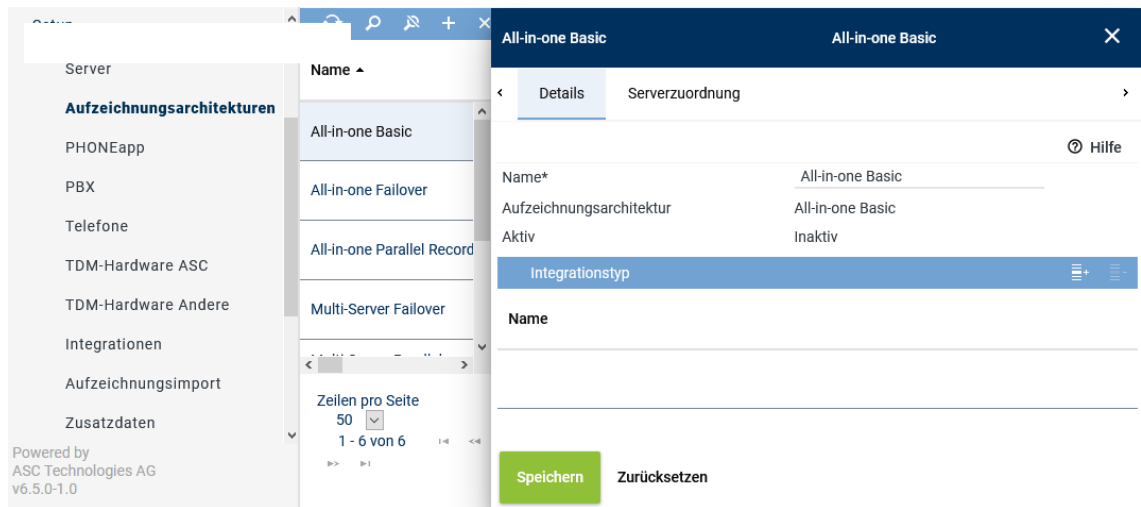 Server
Aufzeichnungsarchitekturen
PHONEapp
PBX
Telefone
TDM-Hardware ASC
TDM-Hardware Andere
Integrationen
Aufzeichnungsimport
Zusatzdaten
Powered by
ASC Technologies AG
v6.5.0-1.0
Name
All-in-one Basic
All-in-one Failover
All-in-one Parallel Record
Multi-Server Failover
Zeilen pro Seite
50
1 - 6 von 6
All-in-one Basic All-in-one Basic
Details Serverzuordnung
Hilfe
Name* All-in-one Basic
Aufzeichnungsarchitektur All-in-one Basic
Aktiv Inaktiv
Integrationstyp
Name
Speichern Zurücksetzen